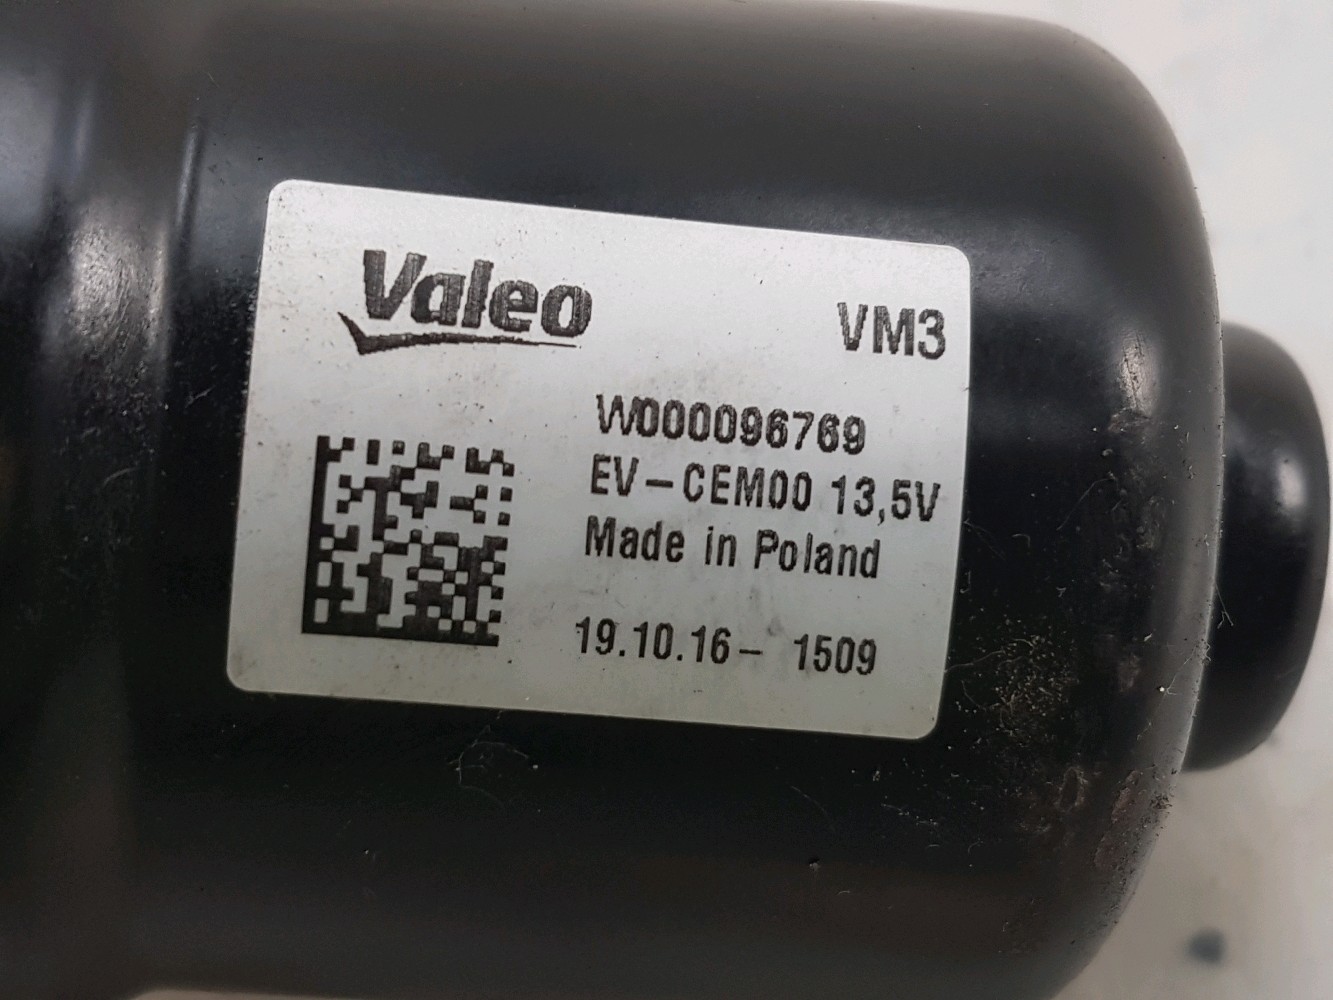 Valeo VM3
W000096769
EV-CEM00 13,5V
Made in Poland
19.10.16- 1509